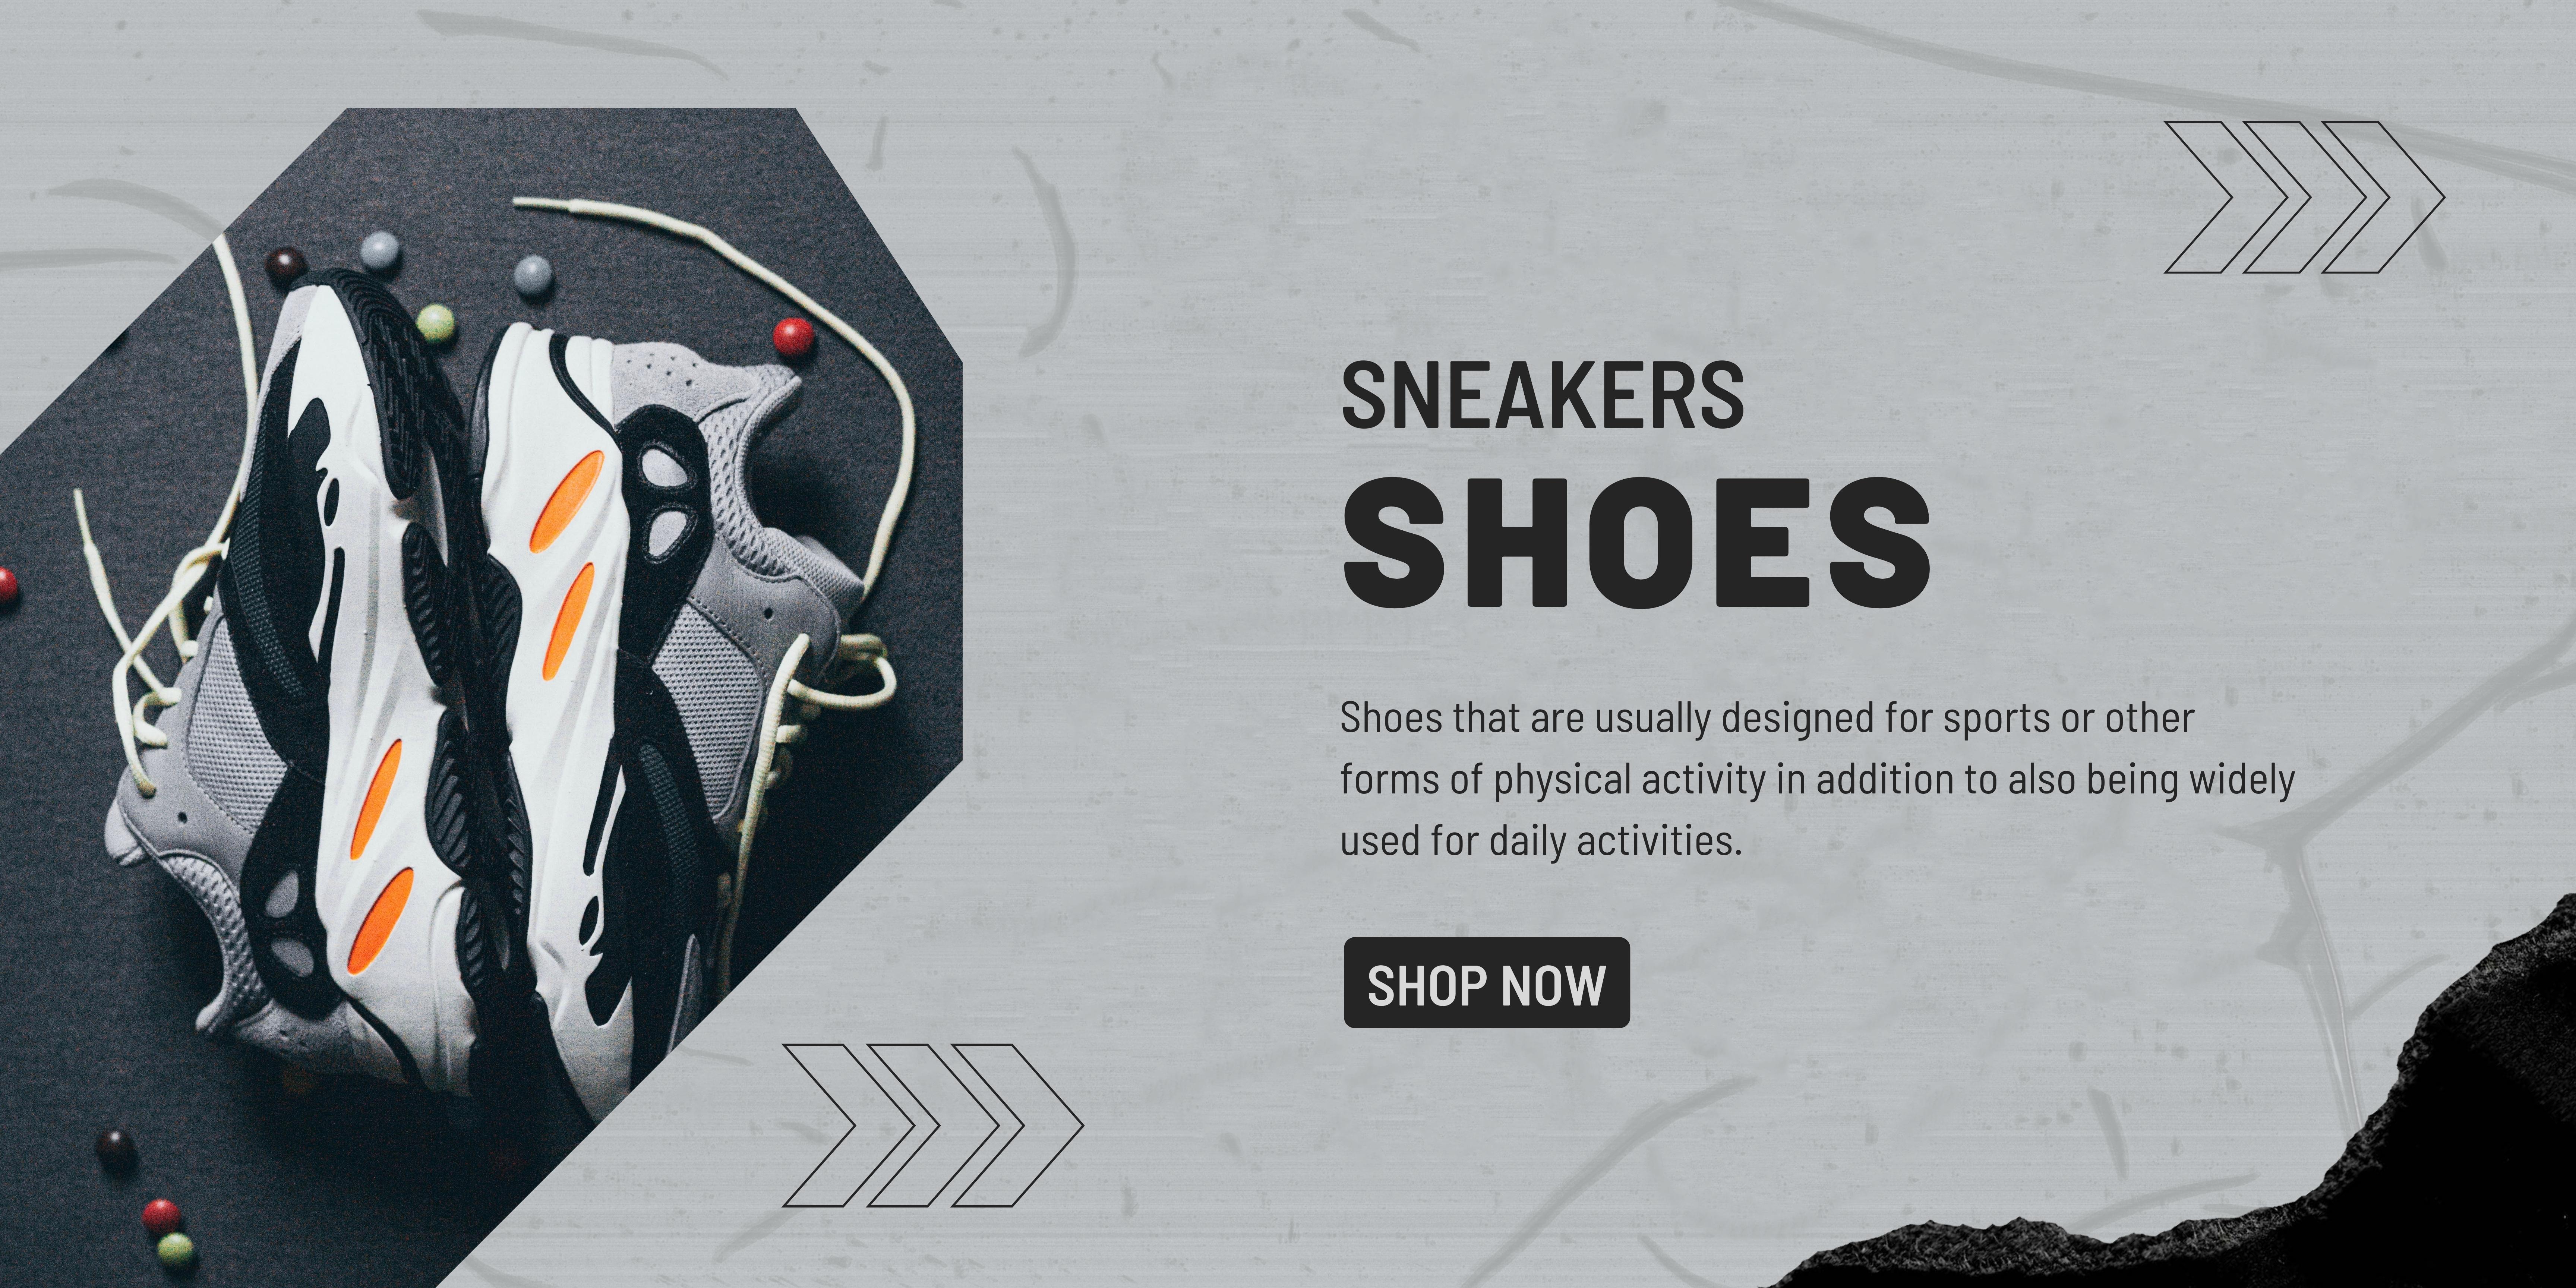 SNEAKERS
SHOES
Shoes that are usually designed for sports or other
forms of physical activity in addition to also being widely
used for daily activities.
SHOP NOW